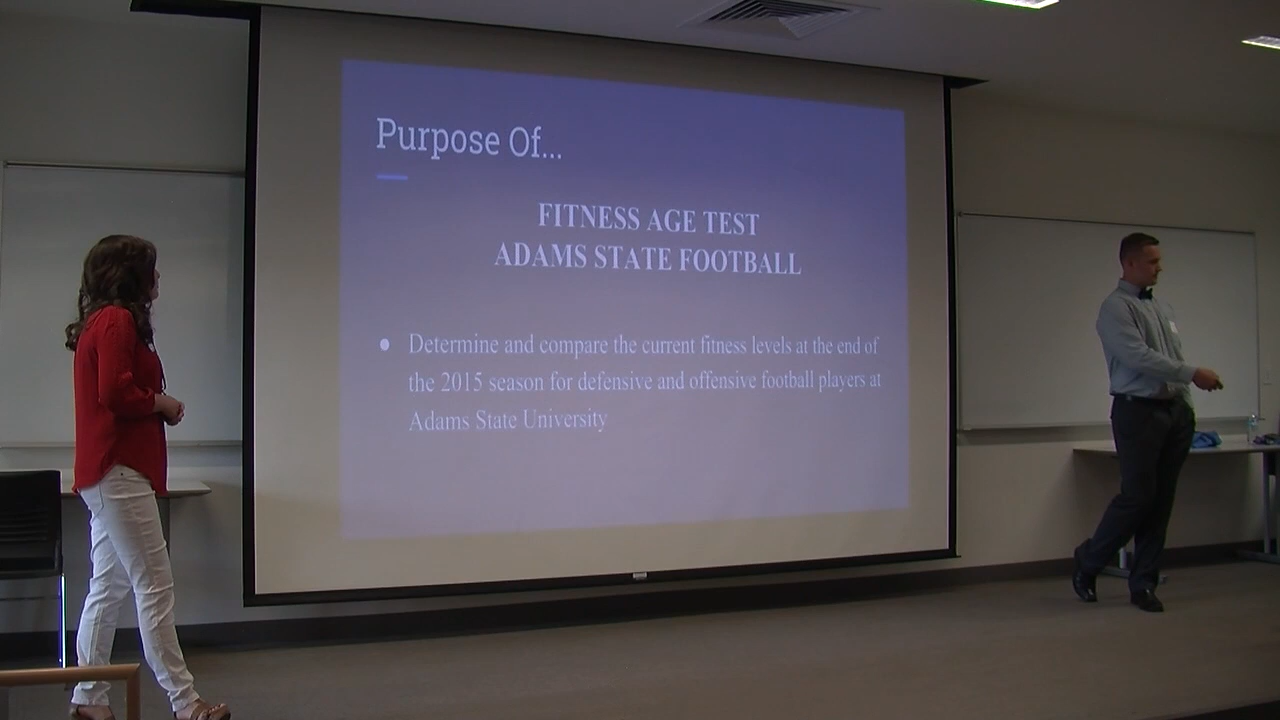 Purpose Of...
FITNESS AGE TEST
ADAMS STATE FOOTBALL
● Determine and compare the current fitness levels at the end of
the 2015 season for defensive and offensive football players at
Adams State University